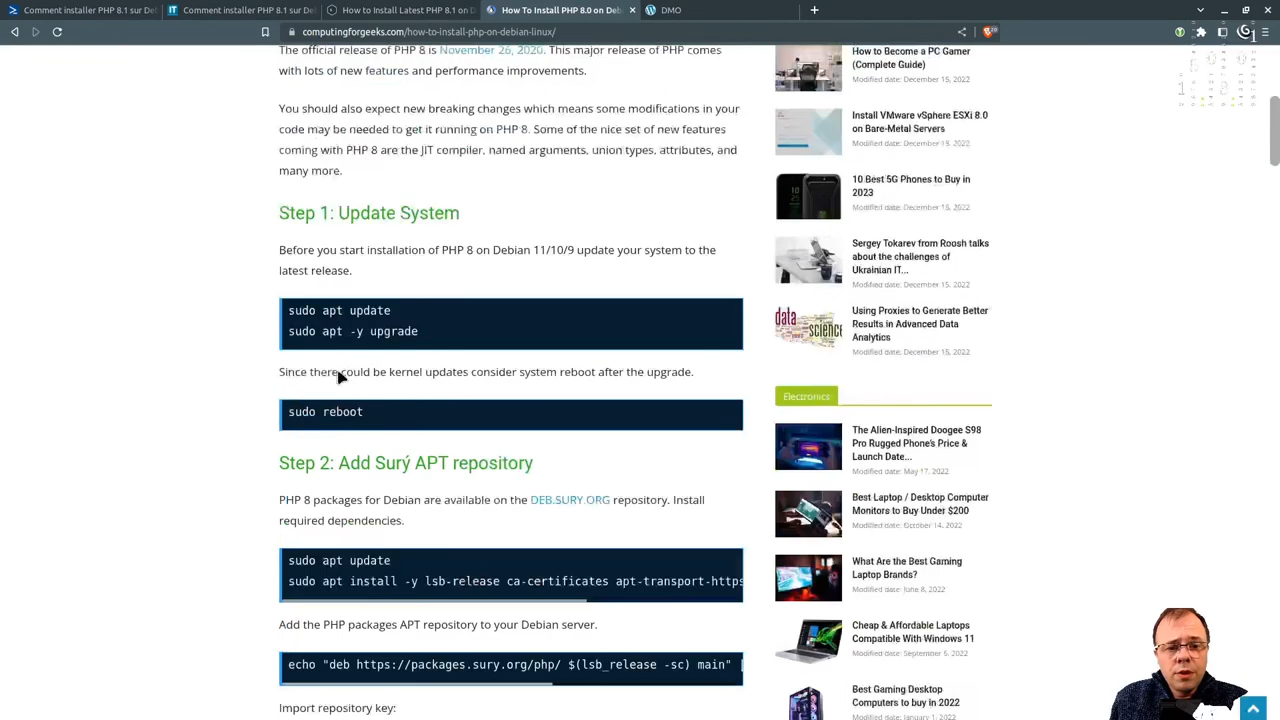 Comment installer PHP 8.1 sur Del
Comment installer PHP 8.1 sur Del
How to Install Latest PHP 8.1 on D
How To Install PHP 8.0 on Deb
DMO
computingforgeeks.com/how-to-install-php-on-debian-linux/
The official release of PHP 8 is November 26, 2020. This major release of PHP comes
with lots of new features and performance improvements.
You should also expect new breaking changes which means some modifications in your
code may be needed to get it running on PHP 8. Some of the nice set of new features
coming with PHP 8 are the JIT compiler, named arguments, union types, attributes, and
many more.
Step 1: Update System
Before you start installation of PHP 8 on Debian 11/10/9 update your system to the
latest release.
sudo apt update
sudo apt -y upgrade
Since there could be kernel updates consider system reboot after the upgrade.
sudo reboot
Step 2: Add Surý APT repository
PHP 8 packages for Debian are available on the DEB.SURY.ORG repository. Install
required dependencies.
sudo apt update
sudo apt install -y lsb-release ca-certificates apt-transport-https
Add the PHP packages APT repository to your Debian server.
echo "deb https://packages.sury.org/php/ $(lsb_release -sc) main" |
Import repository key:
How to Become a PC Gamer
(Complete Guide)
Modified date: December 15, 2022
Install VMware vSphere ESXi 8.0
on Bare-Metal Servers
Modified date: December 15, 2022
10 Best 5G Phones to Buy in
2023
Modified date: December 15, 2022
Sergey Tokarev from Roosh talks
about the challenges of
Ukrainian IT...
Modified date: December 15, 2022
data
science
Using Proxies to Generate Better
Results in Advanced Data
Analytics
Modified date: December 15, 2022
Electronics
The Alien-Inspired Doogee S98
Pro Rugged Phone's Price &
Launch Date...
Modified date: May 17, 2022
Best Laptop / Desktop Computer
Monitors to Buy Under $200
Modified date: October 14, 2022
What Are the Best Gaming
Laptop Brands?
Modified date: June 8, 2022
Cheap & Affordable Laptops
Compatible With Windows 11
Modified date: September 6, 2022
Best Gaming Desktop
Computers to buy in 2022
Modified date: January 1, 2022